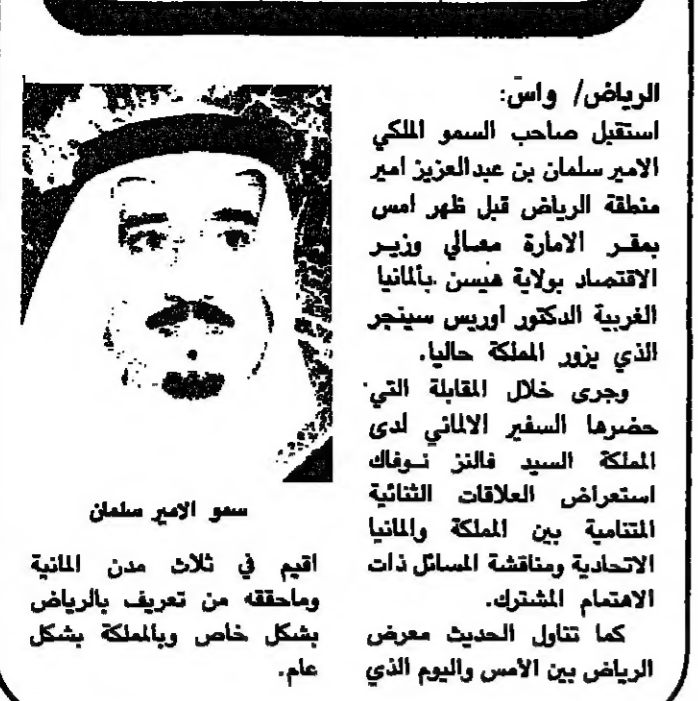 الرياض/ واس:
استقبل صاحب السمو الملكي
الامير سلمان بن عبدالعزيز امير
منطقة الرياض قبل ظهر امس
بمقر الامارة معالي وزير
الاقتصاد بولاية هيسن بألمانيا
الغربية الدكتور اوريس سينجر
الذي يزور المملكة حاليا.
وجرى خلال المقابلة التي
حضرها السفير الالماني لدى
المملكة السيد فالنز نوفاك
استعراض العلاقات الثنائية
المتنامية بين المملكة والمانيا
الاتحادية ومناقشة المسائل ذات
الاهتمام المشترك.
كما تناول الحديث معرض
الرياض بين الأمس واليوم الذي
سمو الامير سلمان
اقيم في ثلاث مدن المانية
وماحققه من تعريف بالرياض
بشكل خاص وبالمملكة بشكل
عام.